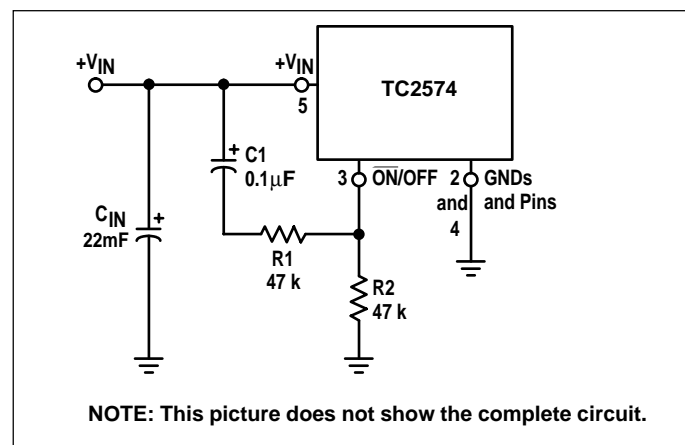 +VIN
+VIN
5
TC2574
C1
0.1µF
3
ON/OFF
2
and
4
GNDs
and Pins
CIN
22mF
R1
47 k
R2
47 k
NOTE: This picture does not show the complete circuit.